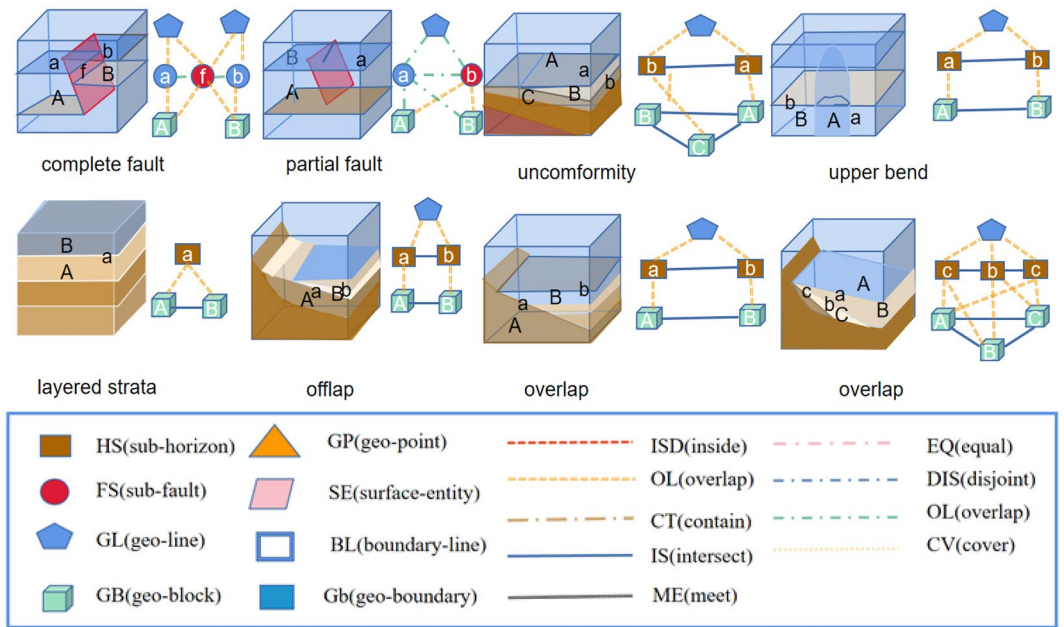 a b f B A
a f b
A B
complete fault
B a A
a b
A B
partial fault
A a b C B
b a
B A
C
uncomformity
b B A a
a b
A B
upper bend
B a
A
a
A B
layered strata
A a B b
a b
A B
offlap
b B a A
a b
A B
overlap
c a A b C B
c b c
A C
B
overlap
HS(sub-horizon)
FS(sub-fault)
GL(geo-line)
GB(geo-block)
GP(geo-point)
SE(surface-entity)
BL(boundary-line)
Gb(geo-boundary)
ISD(inside)
OL(overlap)
CT(contain)
IS(intersect)
ME(meet)
EQ(equal)
DIS(disjoint)
OL(overlap)
CV(cover)